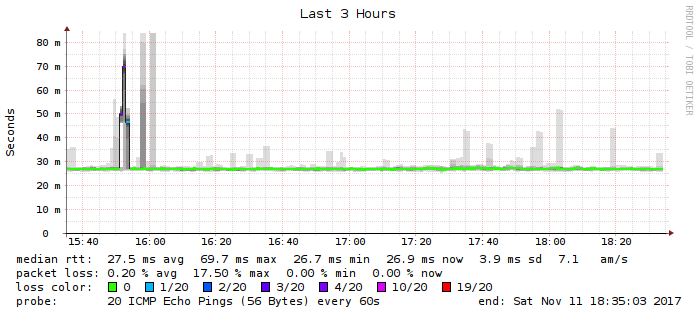 Last 3 Hours
RRDTOOL / TOBI OETIKER
Seconds
80 m
70 m
60 m
50 m
40 m
30 m
20 m
10 m
0
15:40 16:00 16:20 16:40 17:00 17:20 17:40 18:00 18:20
median rtt: 27.5 ms avg 69.7 ms max 26.7 ms min 26.9 ms now 3.9 ms sd 7.1 am/s
packet loss: 0.20 % avg 17.50 % max 0.00 % min 0.00 % now
loss color: 0 1/20 2/20 3/20 4/20 10/20 19/20
probe: 20 ICMP Echo Pings (56 Bytes) every 60s end: Sat Nov 11 18:35:03 2017